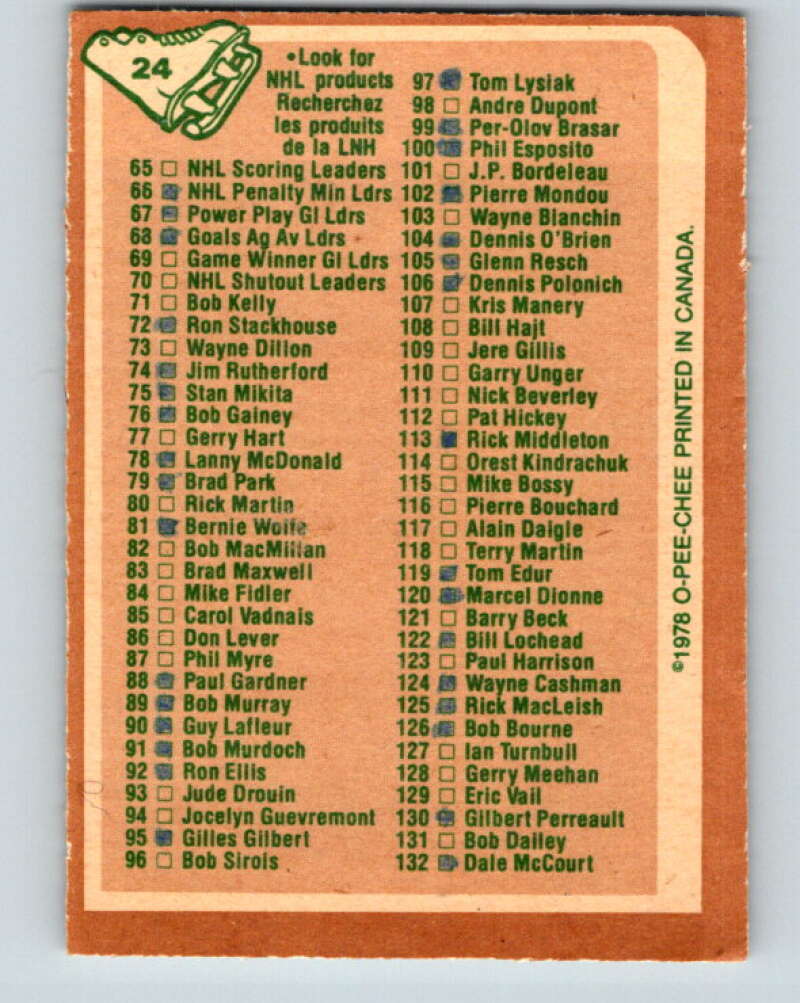 24
•Look for
NHL products
Recherchez
les produits
de la LNH
65 NHL Scoring Leaders
66 NHL Penalty Min Ldrs
67 Power Play Gl Ldrs
68 Goals Ag Av Ldrs
69 Game Winner Gl Ldrs
70 NHL Shutout Leaders
71 Bob Kelly
72 Ron Stackhouse
73 Wayne Dillon
74 Jim Rutherford
75 Stan Mikita
76 Bob Gainey
77 Gerry Hart
78 Lanny McDonald
79 Brad Park
80 Rick Martin
81 Bernie Wolfe
82 Bob MacMillan
83 Brad Maxwell
84 Mike Fidler
85 Carol Vadnais
86 Don Lever
87 Phil Myre
88 Paul Gardner
89 Bob Murray
90 Guy Lafleur
91 Bob Murdoch
92 Ron Ellis
93 Jude Drouin
94 Jocelyn Guevremont
95 Gilles Gilbert
96 Bob Sirois
97 Tom Lysiak
98 Andre Dupont
99 Per-Olov Brasar
100 Phil Esposito
101 J.P. Bordeleau
102 Pierre Mondou
103 Wayne Bianchin
104 Dennis O'Brien
105 Glenn Resch
106 Dennis Polonich
107 Kris Manery
108 Bill Hajt
109 Jere Gillis
110 Garry Unger
111 Nick Beverley
112 Pat Hickey
113 Rick Middleton
114 Orest Kindrachuk
115 Mike Bossy
116 Pierre Bouchard
117 Alain Daigle
118 Terry Martin
119 Tom Edur
120 Marcel Dionne
121 Barry Beck
122 Bill Lochead
123 Paul Harrison
124 Wayne Cashman
125 Rick MacLeish
126 Bob Bourne
127 Ian Turnbull
128 Gerry Meehan
129 Eric Vail
130 Gilbert Perreault
131 Bob Dailey
132 Dale McCourt
©1978 O-PEE-CHEE PRINTED IN CANADA.